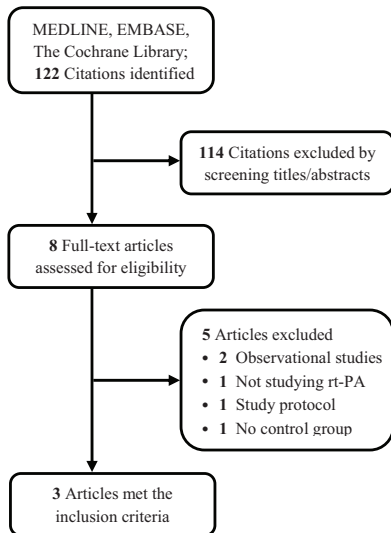 MEDLINE, EMBASE,
The Cochrane Library;
122 Citations identified
114 Citations excluded by
screening titles/abstracts
8 Full-text articles
assessed for eligibility
5 Articles excluded
• 2 Observational studies
• 1 Not studying rt-PA
• 1 Study protocol
• 1 No control group
3 Articles met the
inclusion criteria